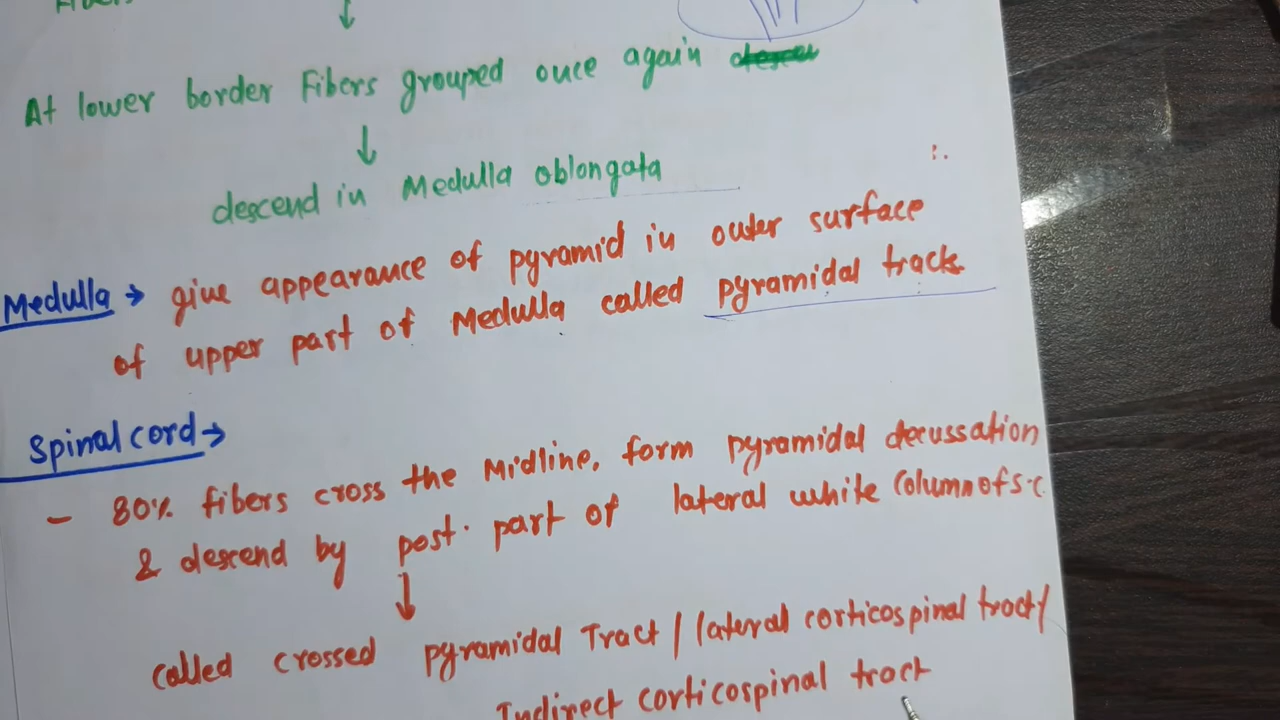 Fibers
↓
At lower border Fibers grouped once again
↓
descend in Medulla oblongata
Medulla → give appearance of pyramid in outer surface
of upper part of Medulla called pyramidal track
Spinal cord →
- 80% fibers cross the Midline, form pyramidal decussation
& descend by post. part of lateral white column of s.c.
↓
called crossed pyramidal Tract / lateral corticospinal tract/
Indirect corticospinal tract